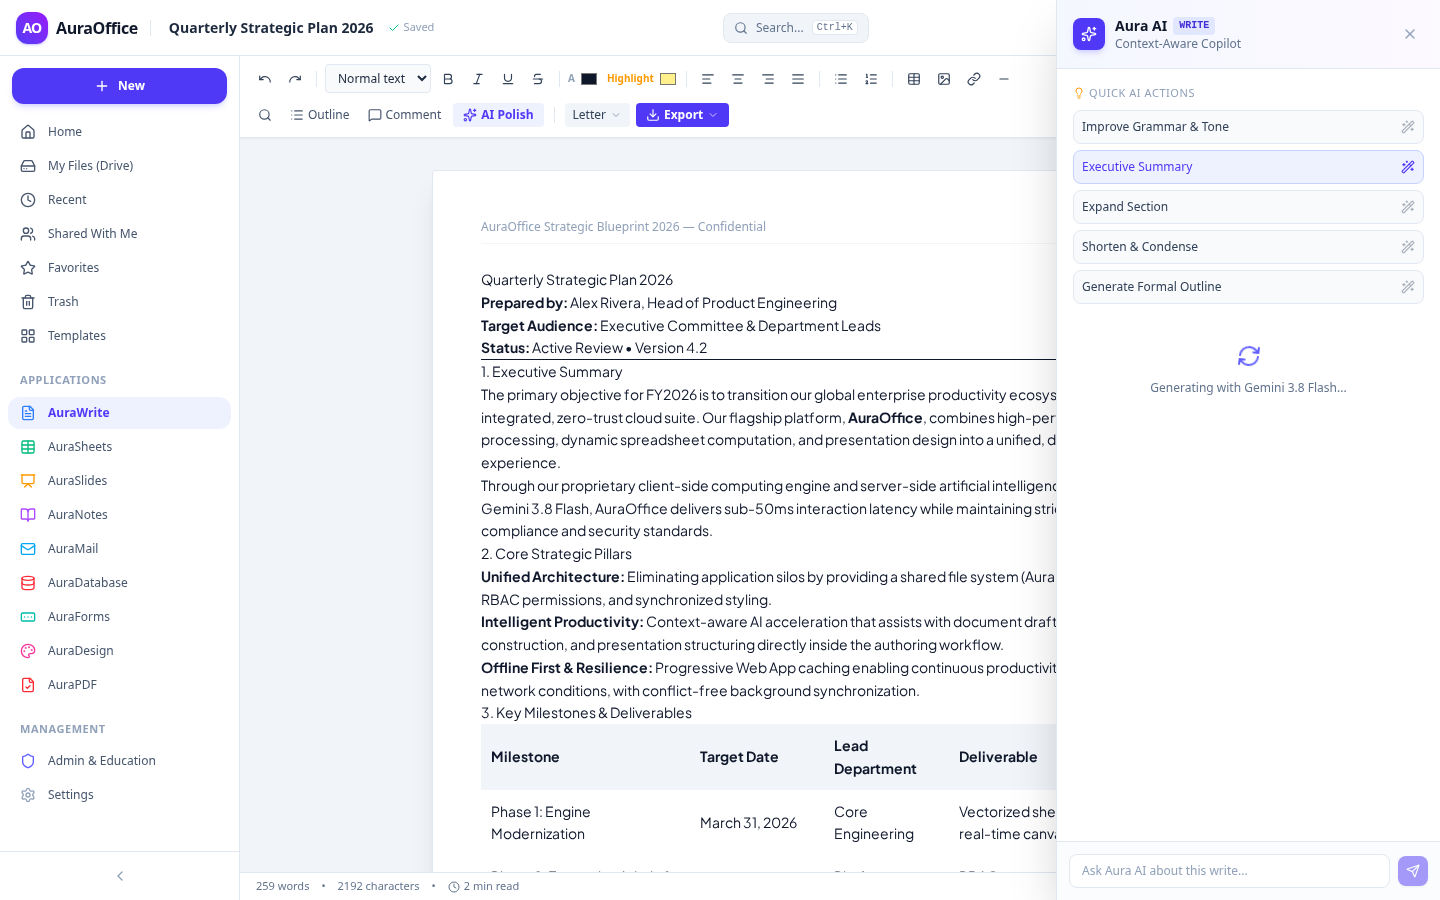 AO AuraOffice
Quarterly Strategic Plan 2026
Saved
Search... Ctrl+K
New
Home
My Files (Drive)
Recent
Shared With Me
Favorites
Trash
Templates
APPLICATIONS
AuraWrite
AuraSheets
AuraSlides
AuraNotes
AuraMail
AuraDatabase
AuraForms
AuraDesign
AuraPDF
MANAGEMENT
Admin & Education
Settings
Normal text
A
Highlight
Outline
Comment
AI Polish
Letter
Export
AuraOffice Strategic Blueprint 2026 — Confidential
Quarterly Strategic Plan 2026
Prepared by: Alex Rivera, Head of Product Engineering
Target Audience: Executive Committee & Department Leads
Status: Active Review • Version 4.2
1. Executive Summary
The primary objective for FY2026 is to transition our global enterprise productivity
integrated, zero-trust cloud suite. Our flagship platform, AuraOffice, combines
processing, dynamic spreadsheet computation, and presentation design into a unified,
experience.
Through our proprietary client-side computing engine and server-side artificial
Gemini 3.8 Flash, AuraOffice delivers sub-50ms interaction latency while maintaining
compliance and security standards.
2. Core Strategic Pillars
Unified Architecture: Eliminating application silos by providing a shared file system (Aura
RBAC permissions, and synchronized styling.
Intelligent Productivity: Context-aware AI acceleration that assists with document
construction, and presentation structuring directly inside the authoring workflow.
Offline First & Resilience: Progressive Web App caching enabling continuous
network conditions, with conflict-free background synchronization.
3. Key Milestones & Deliverables
Milestone
Target Date
Lead Department
Deliverable
Phase 1: Engine Modernization
March 31, 2026
Core Engineering
Vectorized
real-time
259 words • 2192 characters • 2 min read
Aura AI WRITE
Context-Aware Copilot
QUICK AI ACTIONS
Improve Grammar & Tone
Executive Summary
Expand Section
Shorten & Condense
Generate Formal Outline
Generating with Gemini 3.8 Flash...
Ask Aura AI about this write...